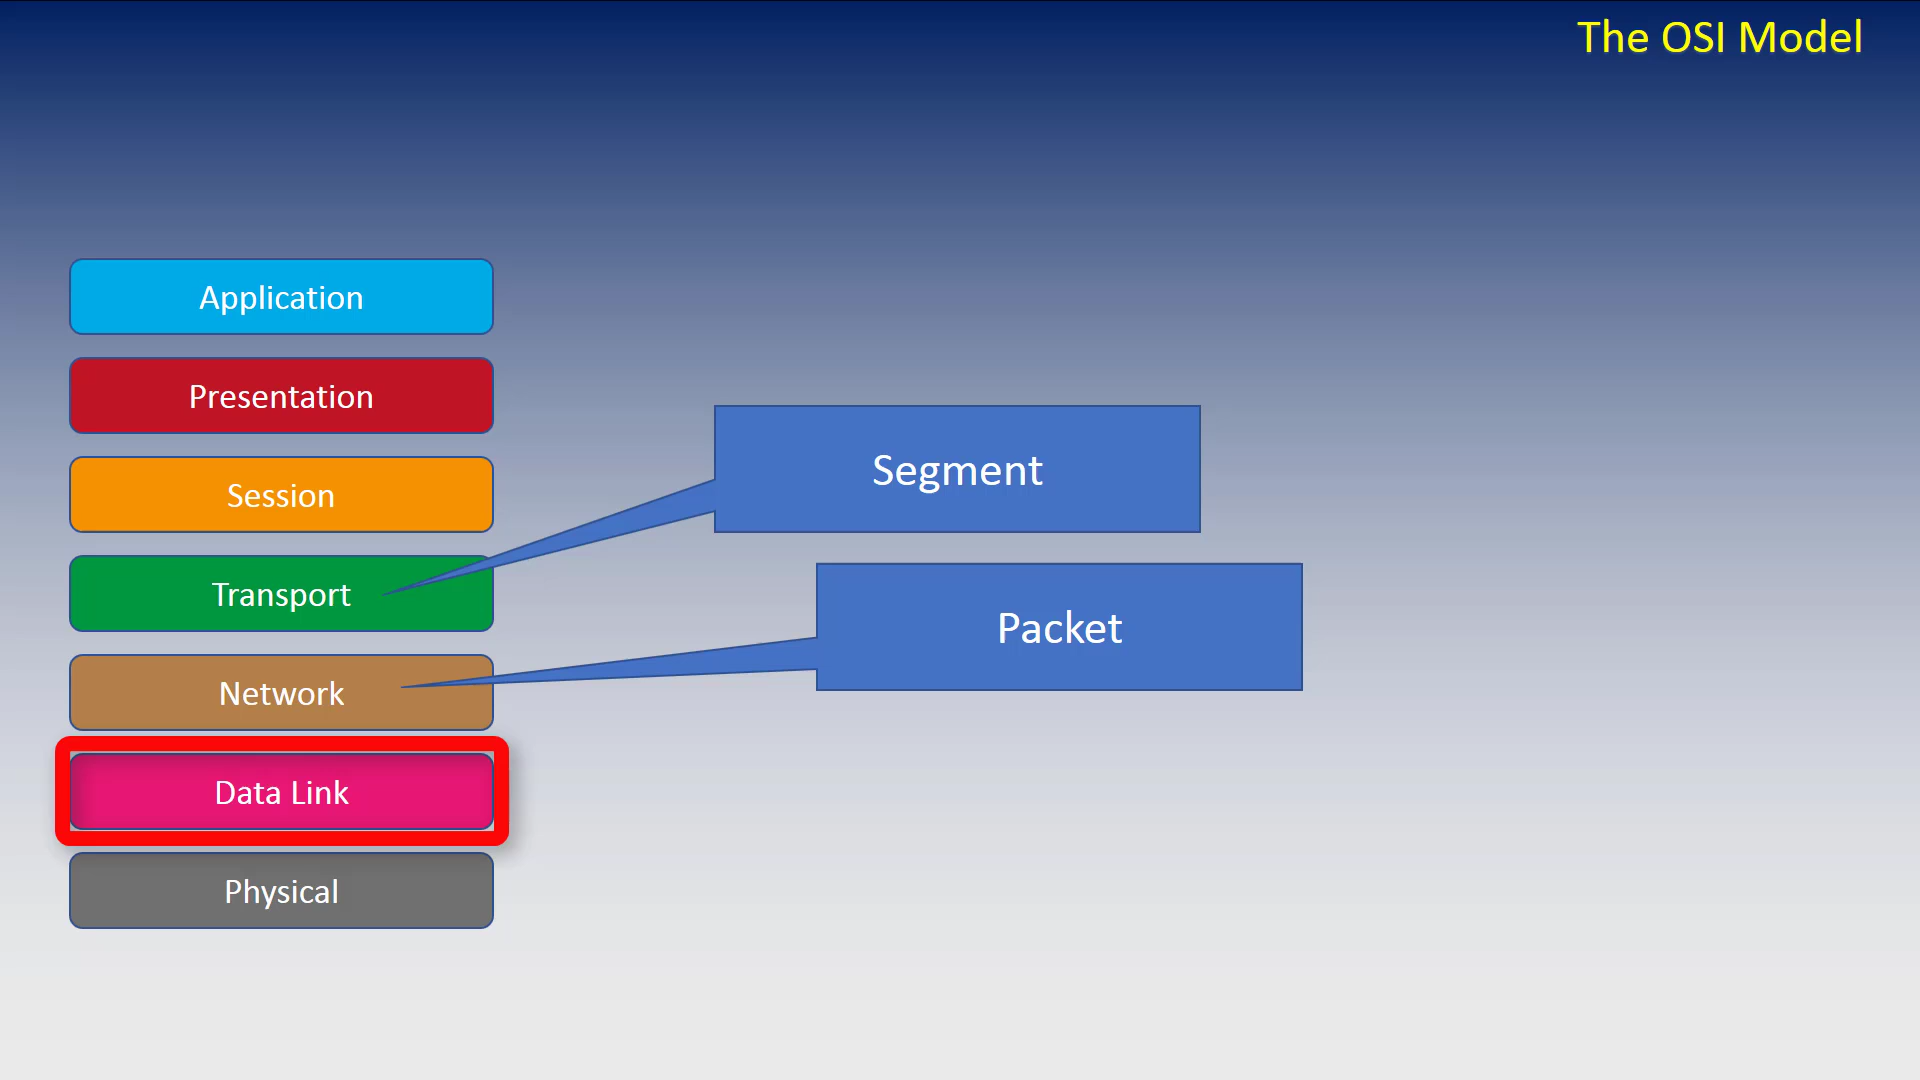 The OSI Model
Application
Presentation
Session
Segment
Transport
Packet
Network
Data Link
Physical